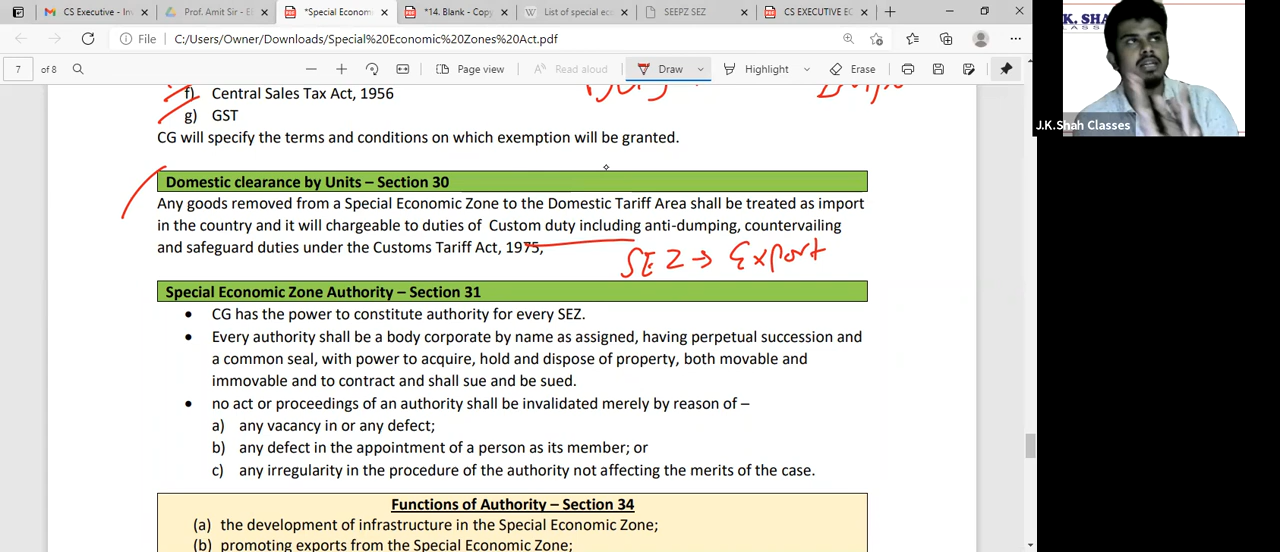 CS Executive - Inv
Prof. Amit Sir - E
*Special Econom
*14. Blank - Copy
List of special ec
SEEPZ SEZ
CS EXECUTIVE EC
File
C:/Users/Owner/Downloads/Special%20Economic%20Zones%20Act.pdf
7 of 8
Page view
Read aloud
Draw
Highlight
Erase
K. SHA
J.K.Shah Classes
f) Central Sales Tax Act, 1956
g) GST
CG will specify the terms and conditions on which exemption will be granted.
Domestic clearance by Units – Section 30
Any goods removed from a Special Economic Zone to the Domestic Tariff Area shall be treated as import
in the country and it will chargeable to duties of Custom duty including anti-dumping, countervailing
and safeguard duties under the Customs Tariff Act, 1975,
SEZ → Export
Special Economic Zone Authority – Section 31
• CG has the power to constitute authority for every SEZ.
• Every authority shall be a body corporate by name as assigned, having perpetual succession and
a common seal, with power to acquire, hold and dispose of property, both movable and
immovable and to contract and shall sue and be sued.
• no act or proceedings of an authority shall be invalidated merely by reason of –
a) any vacancy in or any defect;
b) any defect in the appointment of a person as its member; or
c) any irregularity in the procedure of the authority not affecting the merits of the case.
Functions of Authority – Section 34
(a) the development of infrastructure in the Special Economic Zone;
(b) promoting exports from the Special Economic Zone;